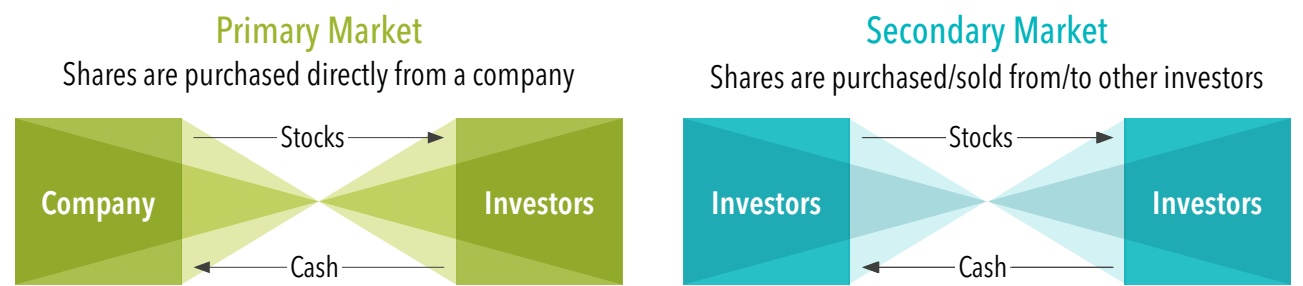 Primary Market
Shares are purchased directly from a company
Stocks
Company
Investors
Cash
Secondary Market
Shares are purchased/sold from/to other investors
Stocks
Investors
Investors
Cash